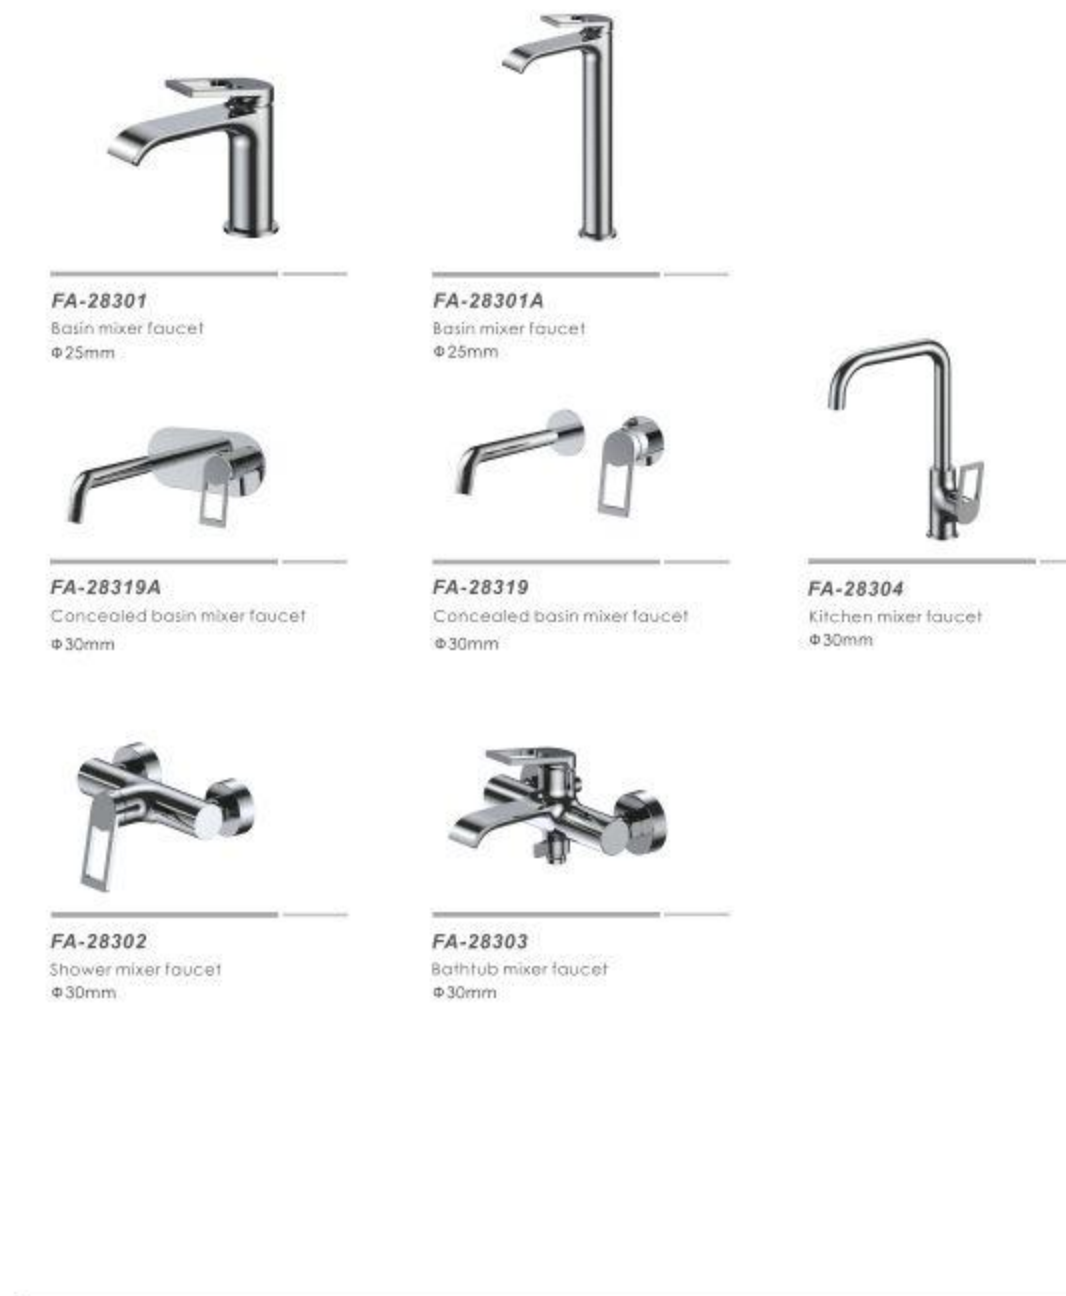 FA-28301
Basin mixer faucet
Φ25mm
FA-28301A
Basin mixer faucet
Φ25mm
FA-28319A
Concealed basin mixer faucet
Φ30mm
FA-28319
Concealed basin mixer faucet
Φ30mm
FA-28304
Kitchen mixer faucet
Φ30mm
FA-28302
Shower mixer faucet
Φ30mm
FA-28303
Bathtub mixer faucet
Φ30mm